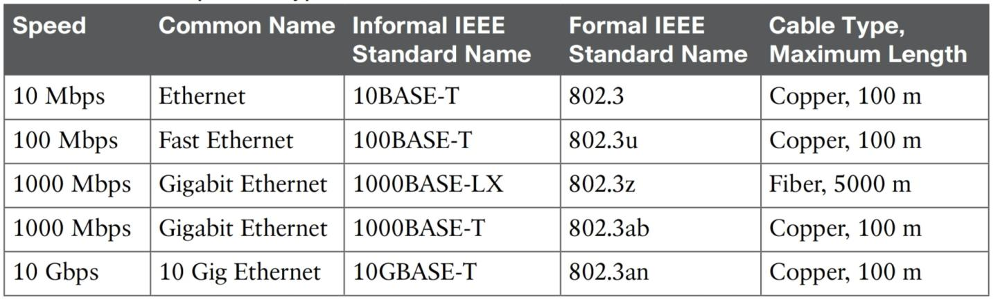 Speed Common Name Informal IEEE Standard Name Formal IEEE Standard Name Cable Type, Maximum Length
10 Mbps Ethernet 10BASE-T 802.3 Copper, 100 m
100 Mbps Fast Ethernet 100BASE-T 802.3u Copper, 100 m
1000 Mbps Gigabit Ethernet 1000BASE-LX 802.3z Fiber, 5000 m
1000 Mbps Gigabit Ethernet 1000BASE-T 802.3ab Copper, 100 m
10 Gbps 10 Gig Ethernet 10GBASE-T 802.3an Copper, 100 m